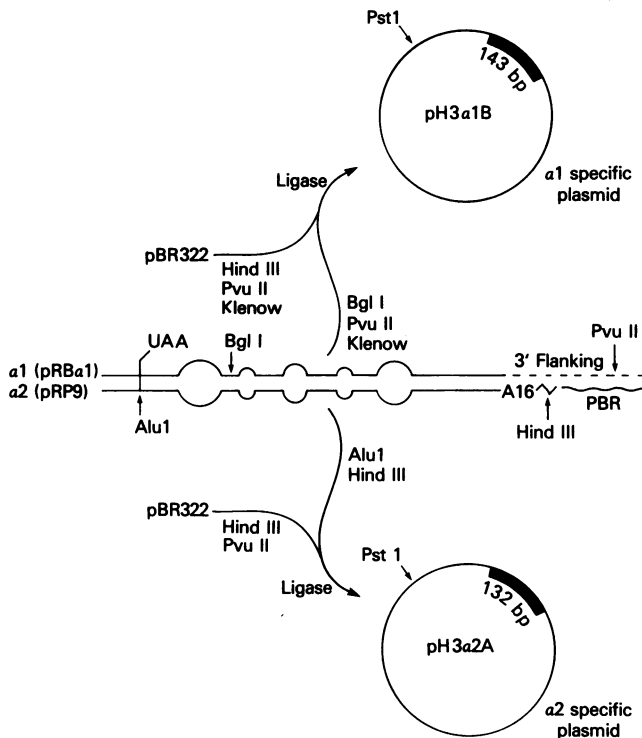 Pst1
143 bp
pH3a1B
a1 specific
plasmid
Ligase
pBR322
Hind III
Pvu II
Klenow
Bgl I
Pvu II
Klenow
UAA
Bgl I
Pvu II
3' Flanking
a1 (pRBa1)
a2 (pRP9)
A16
PBR
Alu1
Hind III
Alu1
Hind III
pBR322
Hind III
Pvu II
Ligase
Pst 1
132 bp
pH3a2A
a2 specific
plasmid